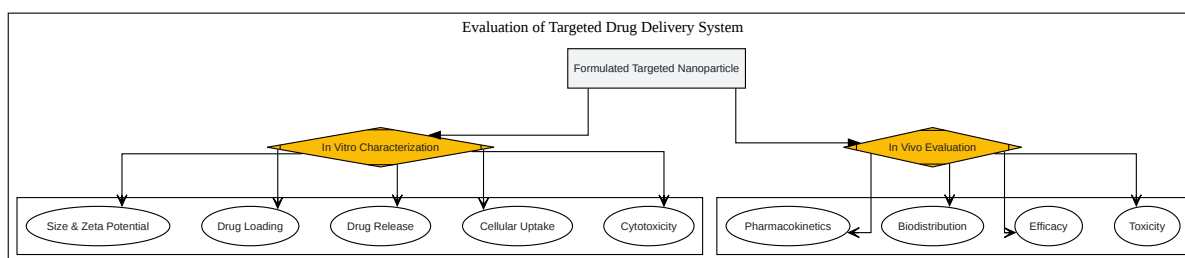 Evaluation of Targeted Drug Delivery System
Formulated Targeted Nanoparticle
In Vitro Characterization
In Vivo Evaluation
Size & Zeta Potential
Drug Loading
Drug Release
Cellular Uptake
Cytotoxicity
Pharmacokinetics
Biodistribution
Efficacy
Toxicity